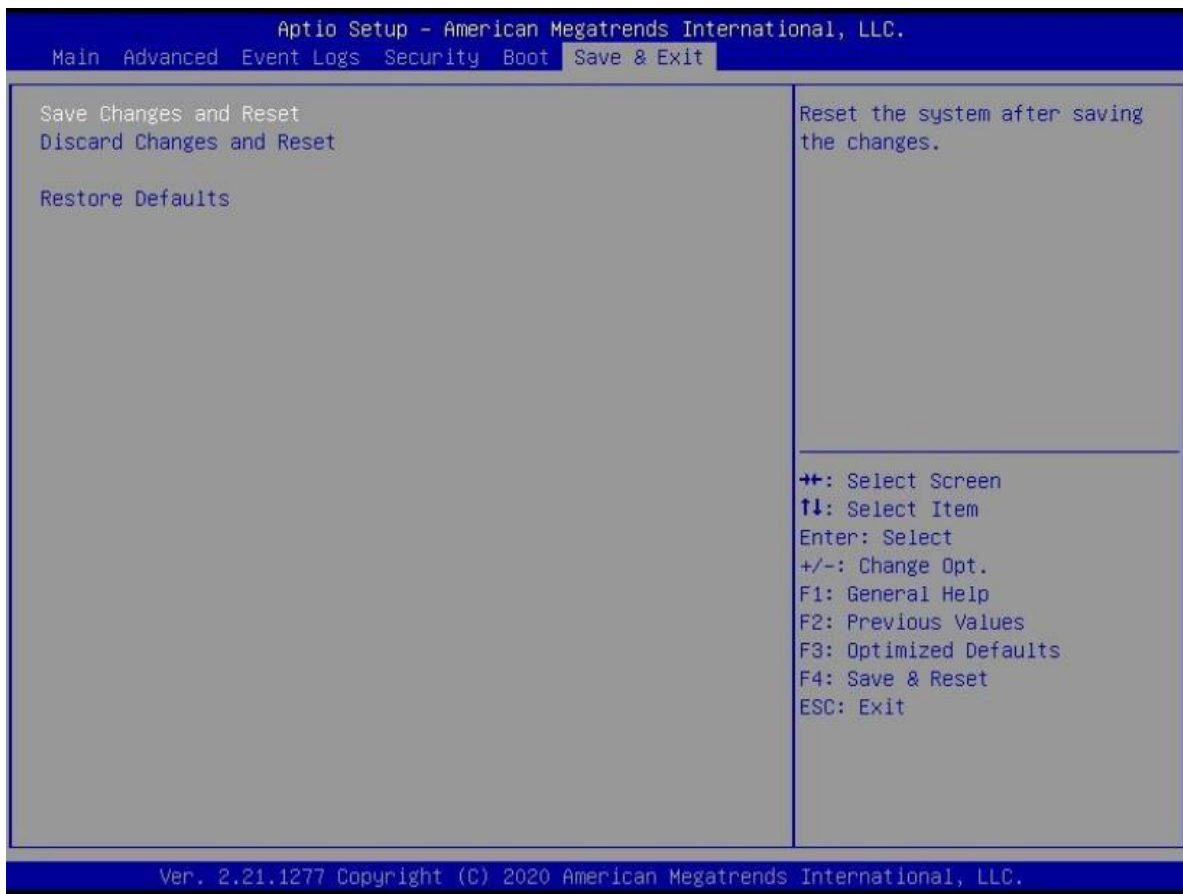 Aptio Setup – American Megatrends International, LLC.
Main Advanced Event Logs Security Boot Save & Exit
Save Changes and Reset
Discard Changes and Reset
Restore Defaults
Reset the system after saving
the changes.
→←: Select Screen
↑↓: Select Item
Enter: Select
+/-: Change Opt.
F1: General Help
F2: Previous Values
F3: Optimized Defaults
F4: Save & Reset
ESC: Exit
Ver. 2.21.1277 Copyright (C) 2020 American Megatrends International, LLC.